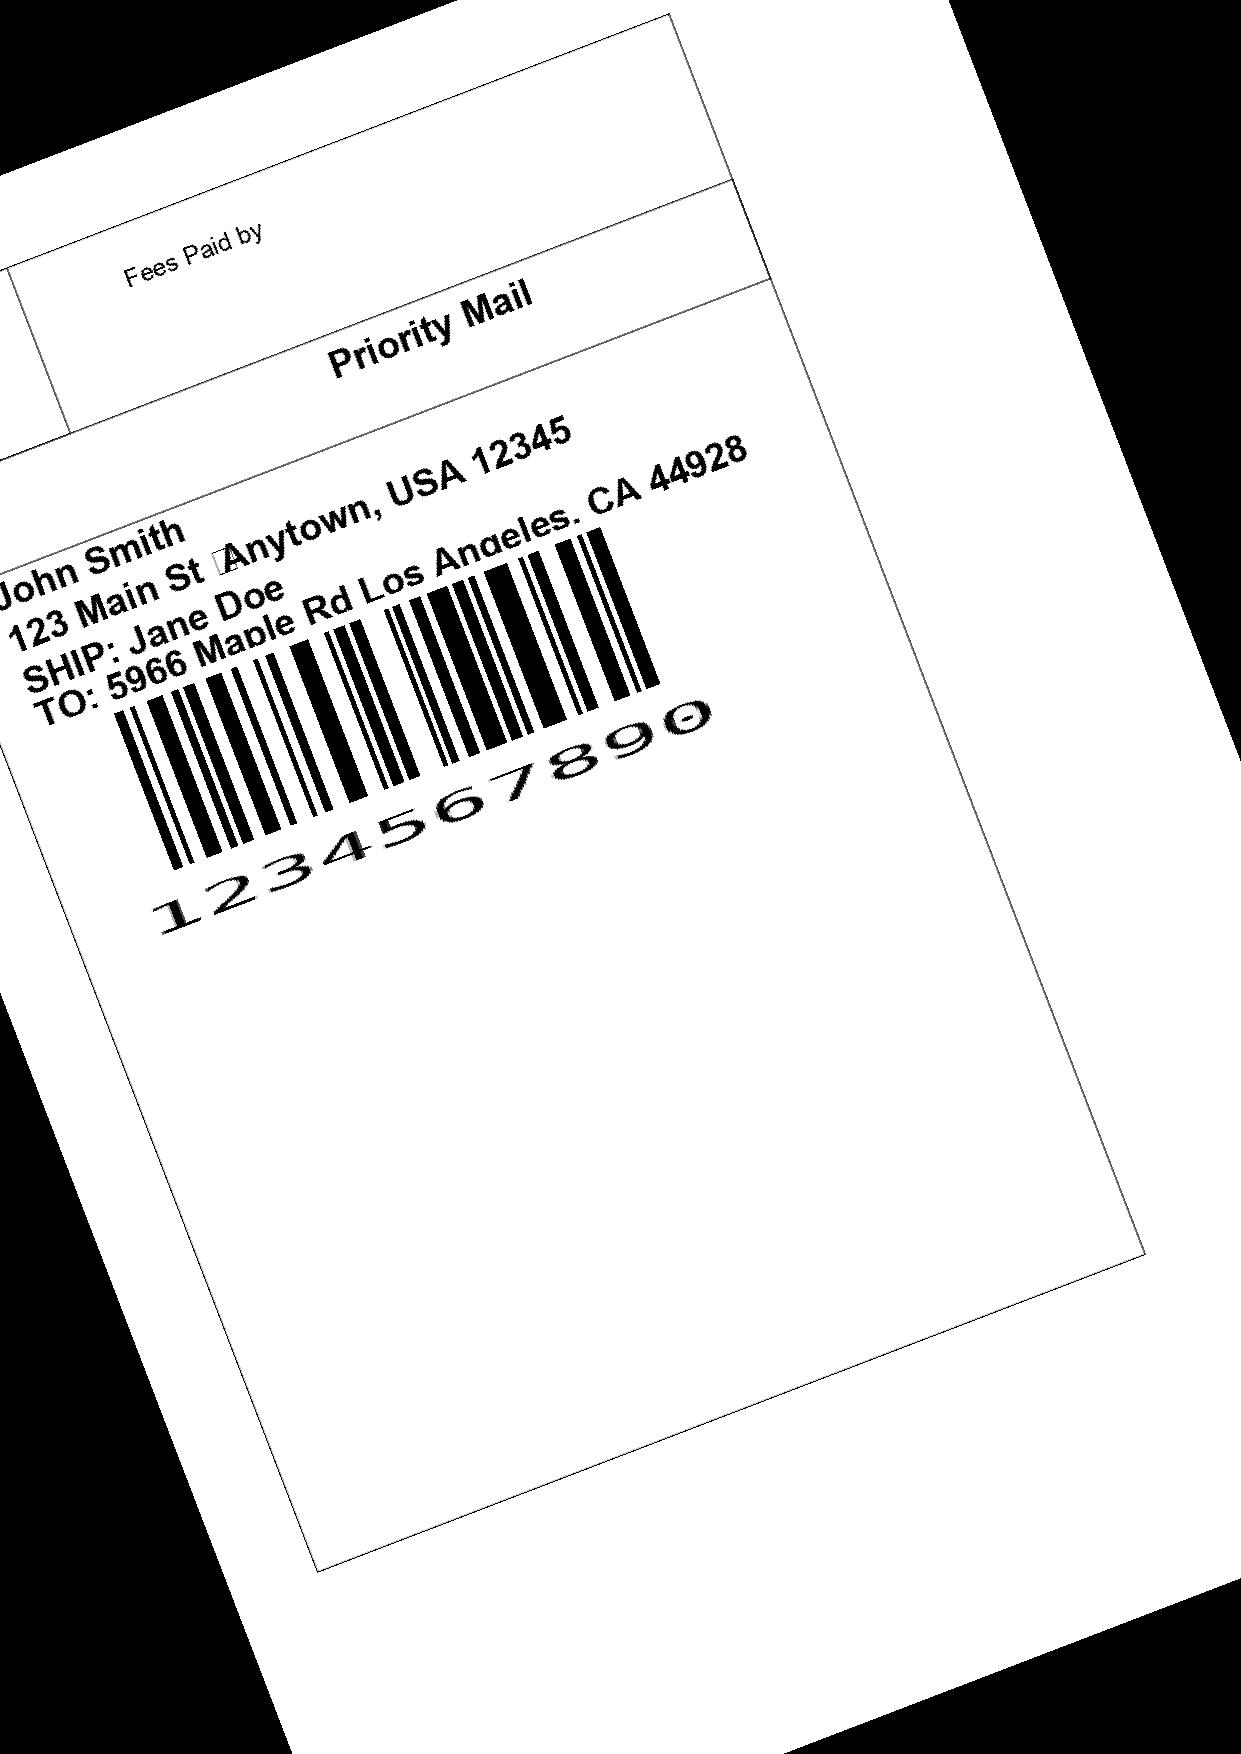 Fees Paid by
Priority Mail
John Smith
123 Main St Anytown, USA 12345
SHIP: Jane Doe
TO: 5966 Maple Rd Los Angeles, CA 44928
1234567890